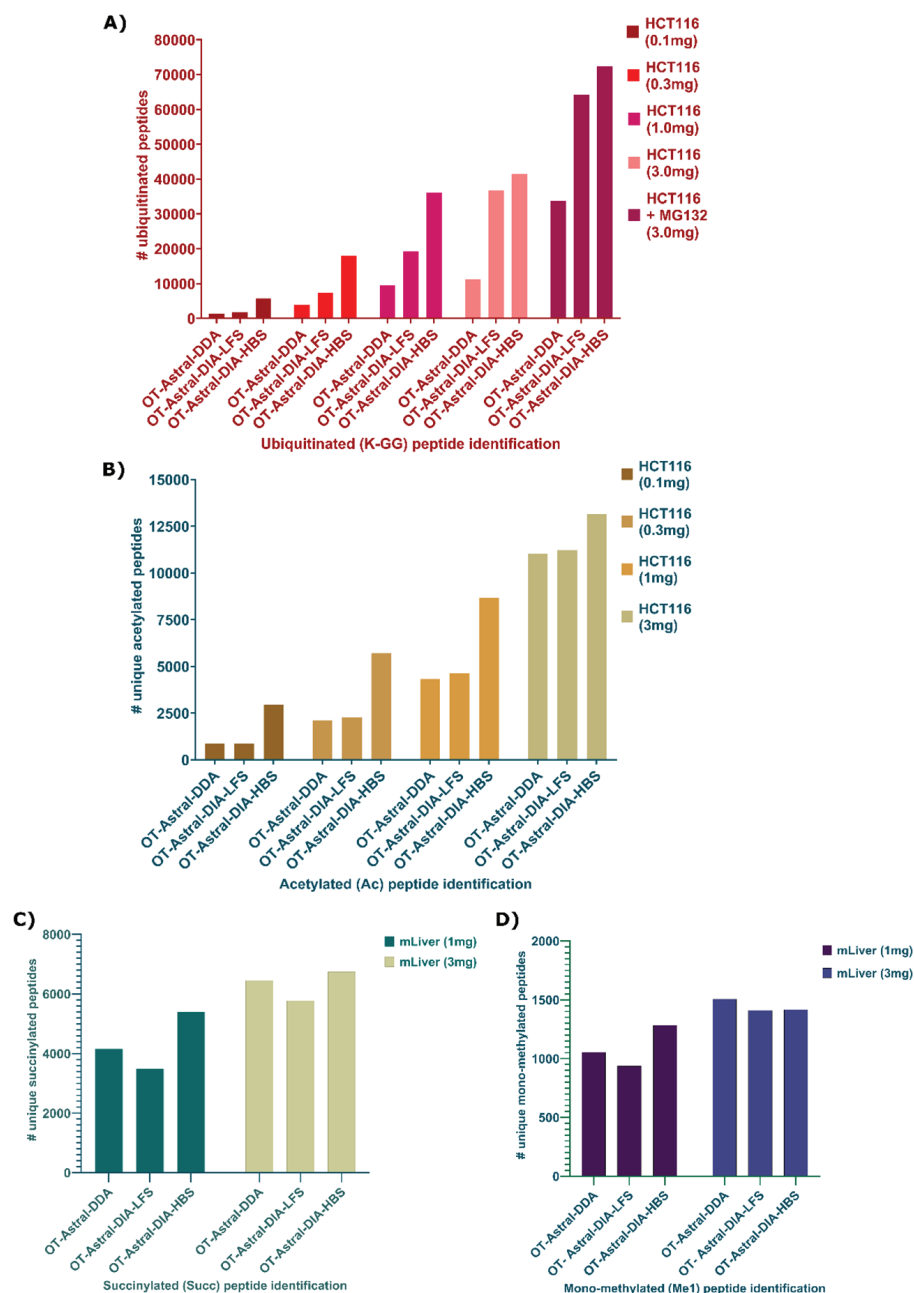 A)
80000
70000
60000
50000
40000
30000
20000
10000
0
# ubiquitinated peptides
HCT116
(0.1mg)
HCT116
(0.3mg)
HCT116
(1.0mg)
HCT116
(3.0mg)
HCT116
+ MG132
(3.0mg)
OT-Astral-DDA
OT-Astral-DIA-LFS
OT-Astral-DIA-HBS
OT-Astral-DDA
OT-Astral-DIA-LFS
OT-Astral-DIA-HBS
OT-Astral-DDA
OT-Astral-DIA-LFS
OT-Astral-DIA-HBS
OT-Astral-DDA
OT-Astral-DIA-LFS
OT-Astral-DIA-HBS
OT-Astral-DDA
OT-Astral-DIA-LFS
OT-Astral-DIA-HBS
Ubiquitinated (K-GG) peptide identification
B)
15000
12500
10000
7500
5000
2500
0
# unique acetylated peptides
HCT116
(0.1mg)
HCT116
(0.3mg)
HCT116
(1mg)
HCT116
(3mg)
OT-Astral-DDA
OT-Astral-DIA-LFS
OT-Astral-DIA-HBS
OT-Astral-DDA
OT-Astral-DIA-LFS
OT-Astral-DIA-HBS
OT-Astral-DDA
OT-Astral-DIA-LFS
OT-Astral-DIA-HBS
OT-Astral-DDA
OT-Astral-DIA-LFS
OT-Astral-DIA-HBS
Acetylated (Ac) peptide identification
C)
8000
6000
4000
2000
0
# unique succinylated peptides
mLiver (1mg)
mLiver (3mg)
OT-Astral-DDA
OT-Astral-DIA-LFS
OT-Astral-DIA-HBS
OT-Astral-DDA
OT-Astral-DIA-LFS
OT-Astral-DIA-HBS
Succinylated (Succ) peptide identification
D)
2000
1500
1000
500
0
# unique mono-methylated peptides
mLiver (1mg)
mLiver (3mg)
OT-Astral-DDA
OT- Astral-DIA-LFS
OT-Astral-DIA-HBS
OT-Astral-DDA
OT-Astral-DIA-LFS
OT-Astral-DIA-HBS
Mono-methylated (Me1) peptide identification